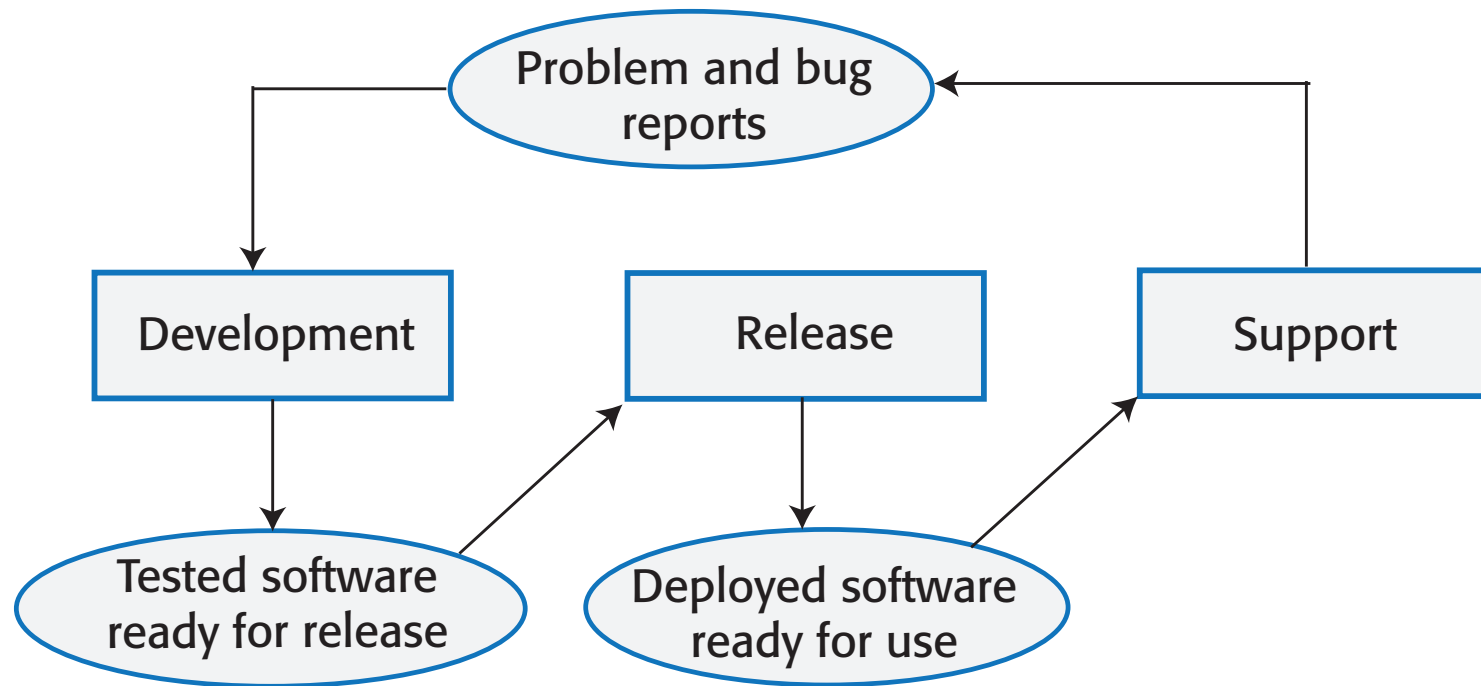 Problem and bug
reports
Development
Release
Support
Tested software
ready for release
Deployed software
ready for use